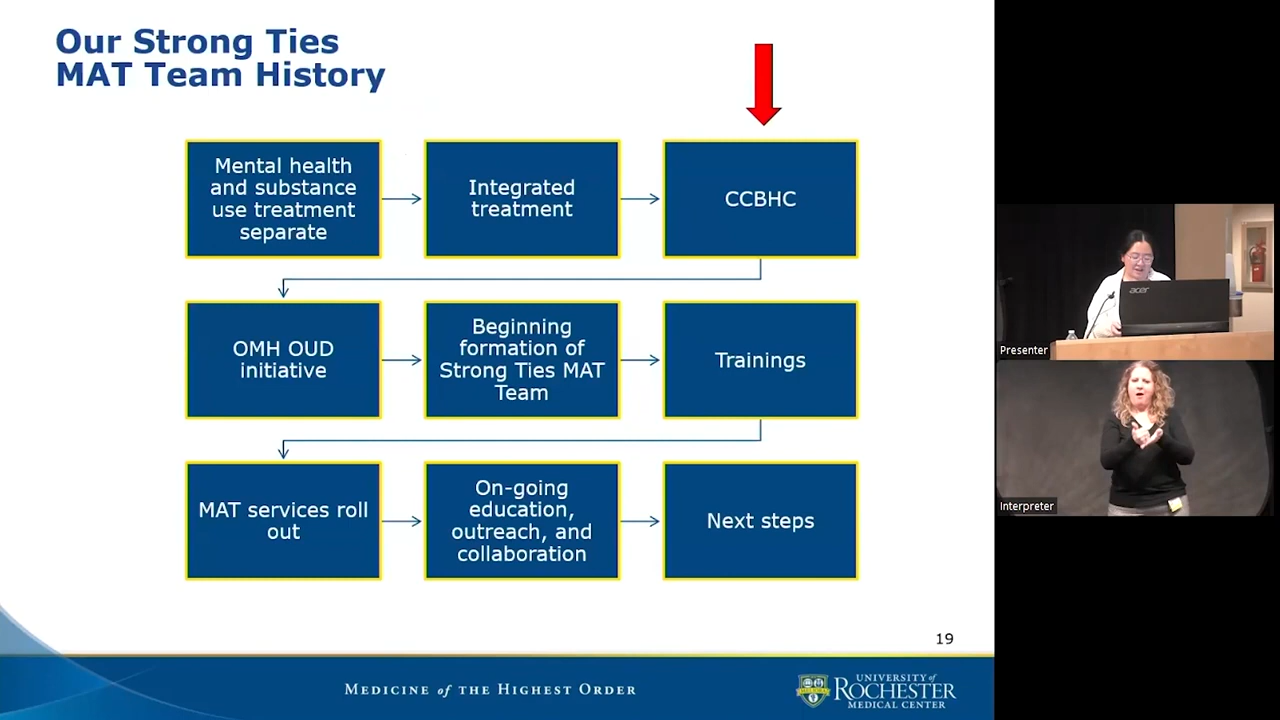 Our Strong Ties
MAT Team History
Mental health
and substance
use treatment
separate
Integrated
treatment
CCBHC
OMH OUD
initiative
Beginning
formation of
Strong Ties MAT
Team
Trainings
MAT services roll
out
On-going
education,
outreach, and
collaboration
Next steps
19
MEDICINE of THE HIGHEST ORDER
UNIVERSITY of
ROCHESTER
MEDICAL CENTER
MELIORA
acer
Presenter
Interpreter